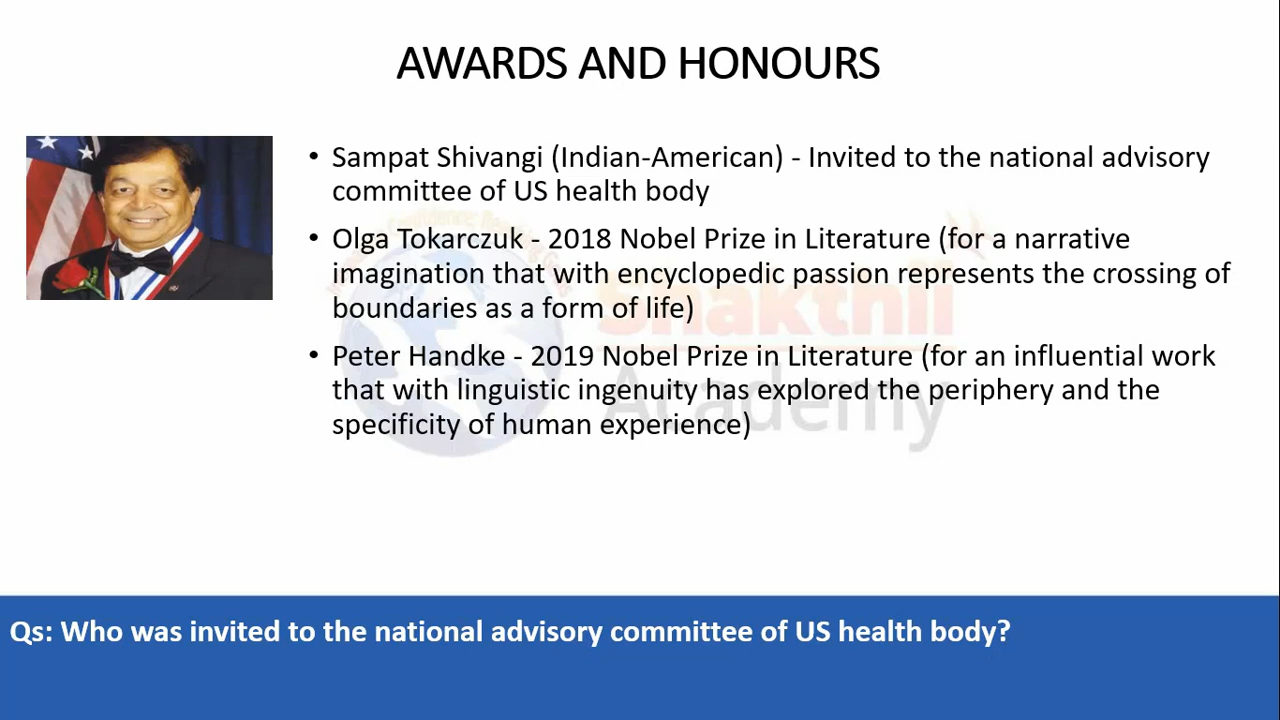 AWARDS AND HONOURS
• Sampat Shivangi (Indian-American) - Invited to the national advisory
committee of US health body
• Olga Tokarczuk - 2018 Nobel Prize in Literature (for a narrative
imagination that with encyclopedic passion represents the crossing of
boundaries as a form of life)
• Peter Handke - 2019 Nobel Prize in Literature (for an influential work
that with linguistic ingenuity has explored the periphery and the
specificity of human experience)
Shakthii
Academy
Qs: Who was invited to the national advisory committee of US health body?